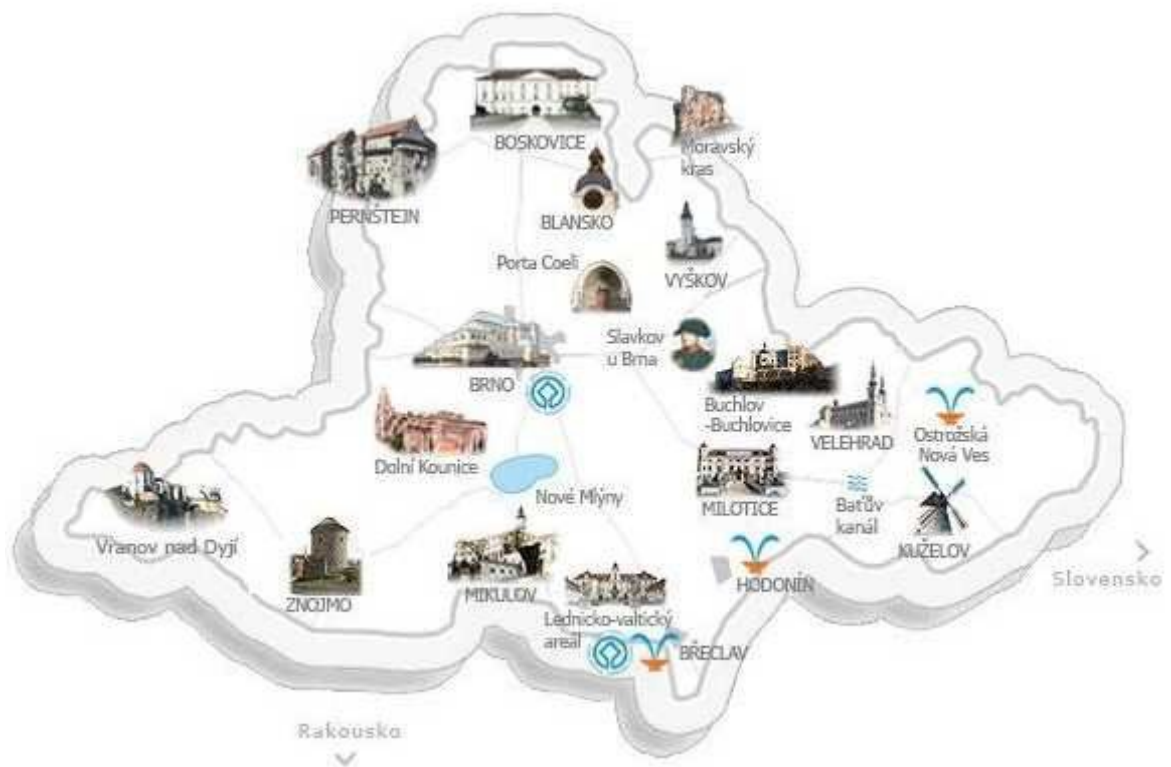 BOSKOVICE
Moravský
kras
PERNŠTEJN
BLANSKO
Porta Coeli
VYŠKOV
Slavkov
u Brna
BRNO
Buchlov
-Buchlovice
VELEHRAD
Ostrožská
Nová Ves
Dolní Kounice
Nové Mlýny
MILOTICE
Baťův
kanál
KUŽELOV
Vranov nad Dyjí
ZNOJMO
MIKULOV
HODONÍN
Slovensko
Lednicko-valtický
areál
BŘECLAV
Rakousko